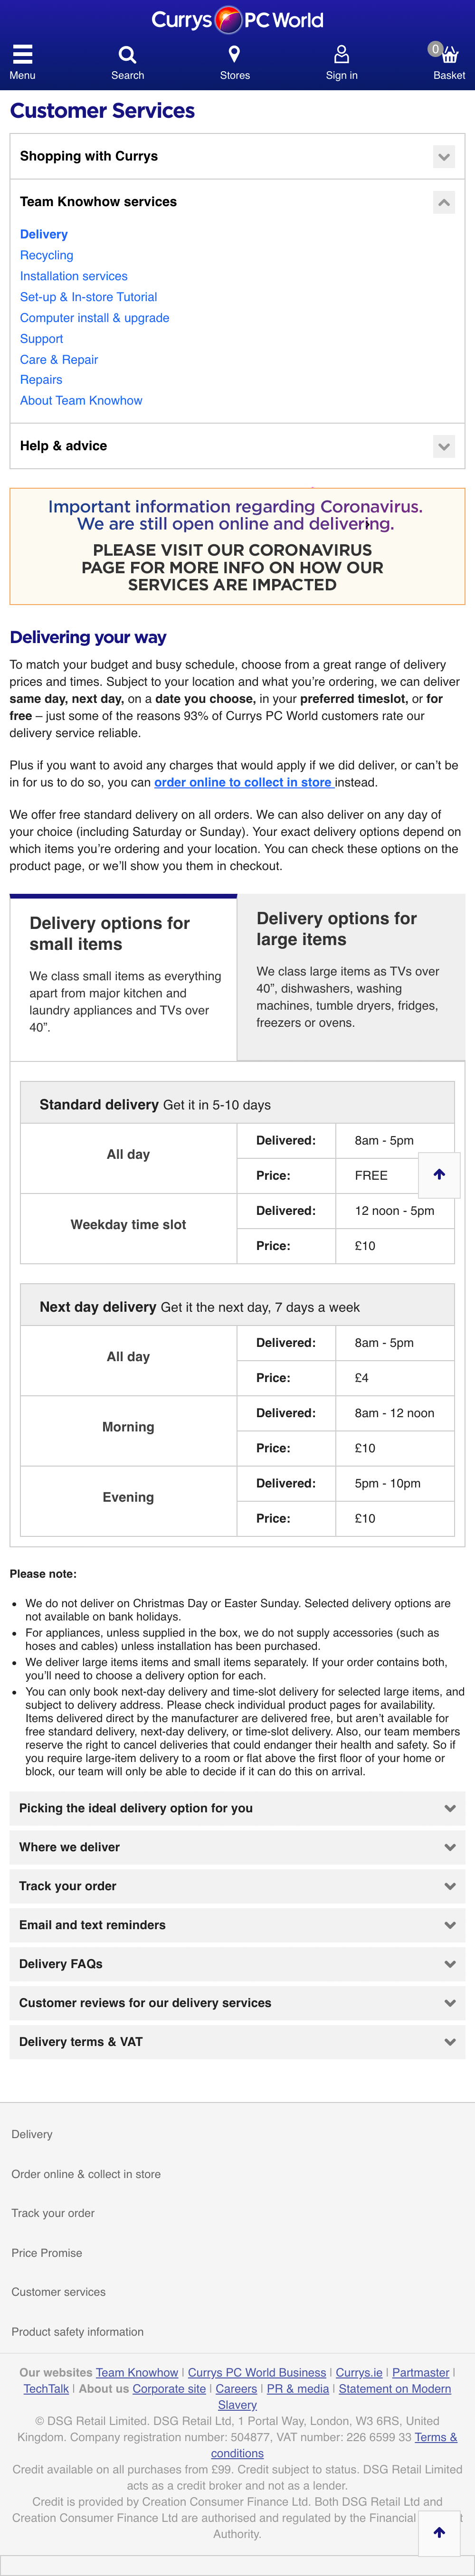 Currys PC World
0
Menu
Search
Stores
Sign in
Basket
Customer Services
Shopping with Currys
Team Knowhow services
Delivery
Recycling
Installation services
Set-up & In-store Tutorial
Computer install & upgrade
Support
Care & Repair
Repairs
About Team Knowhow
Help & advice
Important information regarding Coronavirus.
We are still open online and delivering.
PLEASE VISIT OUR CORONAVIRUS
PAGE FOR MORE INFO ON HOW OUR
SERVICES ARE IMPACTED
Delivering your way
To match your budget and busy schedule, choose from a great range of delivery
prices and times. Subject to your location and what you’re ordering, we can deliver
same day, next day, on a date you choose, in your preferred timeslot, or for
free – just some of the reasons 93% of Currys PC World customers rate our
delivery service reliable.
Plus if you want to avoid any charges that would apply if we did deliver, or can’t be
in for us to do so, you can order online to collect in store instead.
We offer free standard delivery on all orders. We can also deliver on any day of
your choice (including Saturday or Sunday). Your exact delivery options depend on
which items you’re ordering and your location. You can check these options on the
product page, or we’ll show you them in checkout.
Delivery options for
small items
We class small items as everything
apart from major kitchen and
laundry appliances and TVs over
40”.
Delivery options for
large items
We class large items as TVs over
40”, dishwashers, washing
machines, tumble dryers, fridges,
freezers or ovens.
Standard delivery Get it in 5-10 days
All day
Delivered: 8am - 5pm
Price: FREE
Weekday time slot
Delivered: 12 noon - 5pm
Price: £10
Next day delivery Get it the next day, 7 days a week
All day
Delivered: 8am - 5pm
Price: £4
Morning
Delivered: 8am - 12 noon
Price: £10
Evening
Delivered: 5pm - 10pm
Price: £10
Please note:
• We do not deliver on Christmas Day or Easter Sunday. Selected delivery options are
not available on bank holidays.
• For appliances, unless supplied in the box, we do not supply accessories (such as
hoses and cables) unless installation has been purchased.
• We deliver large items items and small items separately. If your order contains both,
you’ll need to choose a delivery option for each.
• You can only book next-day delivery and time-slot delivery for selected large items, and
subject to delivery address. Please check individual product pages for availability.
Items delivered direct by the manufacturer are delivered free, but aren’t available for
free standard delivery, next-day delivery, or time-slot delivery. Also, our team members
reserve the right to cancel deliveries that could endanger their health and safety. So if
you require large-item delivery to a room or flat above the first floor of your home or
block, our team will only be able to decide if it can do this on arrival.
Picking the ideal delivery option for you
Where we deliver
Track your order
Email and text reminders
Delivery FAQs
Customer reviews for our delivery services
Delivery terms & VAT
Delivery
Order online & collect in store
Track your order
Price Promise
Customer services
Product safety information
Our websites Team Knowhow | Currys PC World Business | Currys.ie | Partmaster |
TechTalk | About us Corporate site | Careers | PR & media | Statement on Modern
Slavery
© DSG Retail Limited. DSG Retail Ltd, 1 Portal Way, London, W3 6RS, United
Kingdom. Company registration number: 504877, VAT number: 226 6599 33 Terms &
conditions
Credit available on all purchases from £99. Credit subject to status. DSG Retail Limited
acts as a credit broker and not as a lender.
Credit is provided by Creation Consumer Finance Ltd. Both DSG Retail Ltd and
Creation Consumer Finance Ltd are authorised and regulated by the Financial
Authority.